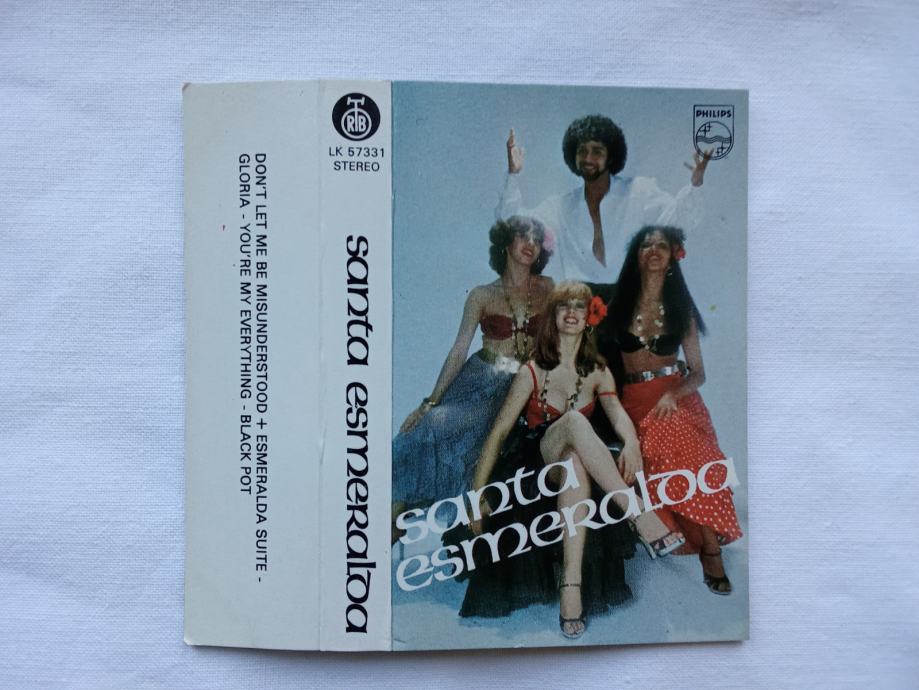 DON'T LET ME BE MISUNDERSTOOD + ESMERALDA SUITE -
GLORIA - YOU'RE MY EVERYTHING - BLACK POT
RTB
LK 57331
STEREO
santa esmeralda
PHILIPS
santa
esmeralda